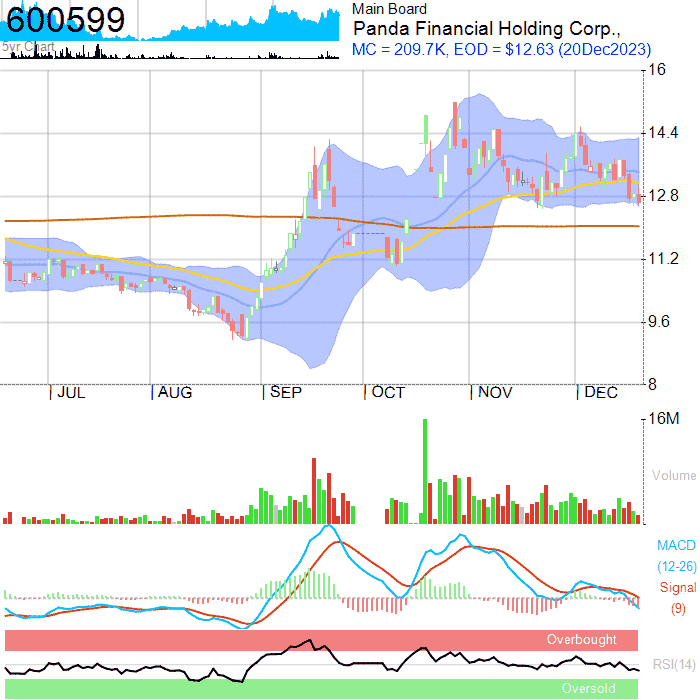 600599
5yr Chart
Main Board
Panda Financial Holding Corp.,
MC = 209.7K, EOD = $12.63 (20Dec2023)
16
14.4
12.8
11.2
9.6
8
JUL AUG SEP OCT NOV DEC
16M
Volume
MACD
(12-26)
Signal
(9)
Overbought
RSI(14)
Oversold